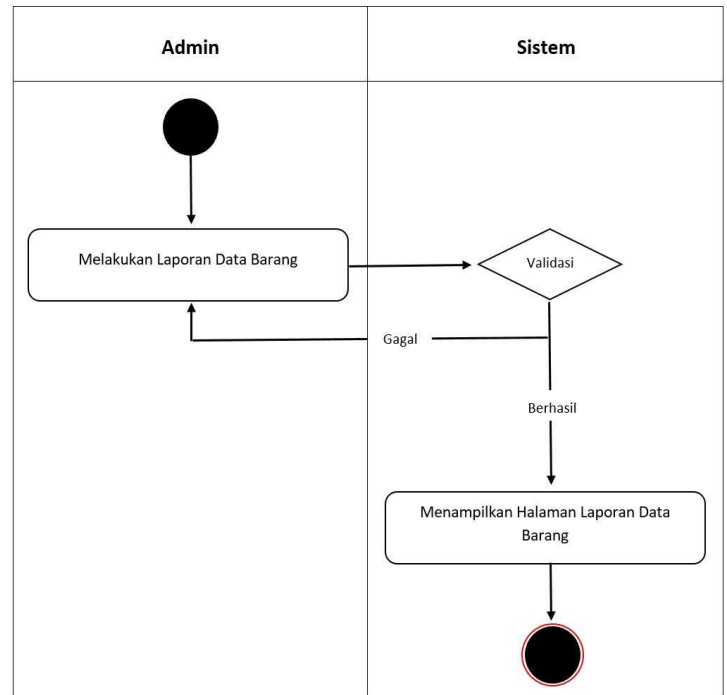 Admin
Sistem
Melakukan Laporan Data Barang
Validasi
Gagal
Berhasil
Menampilkan Halaman Laporan Data
Barang